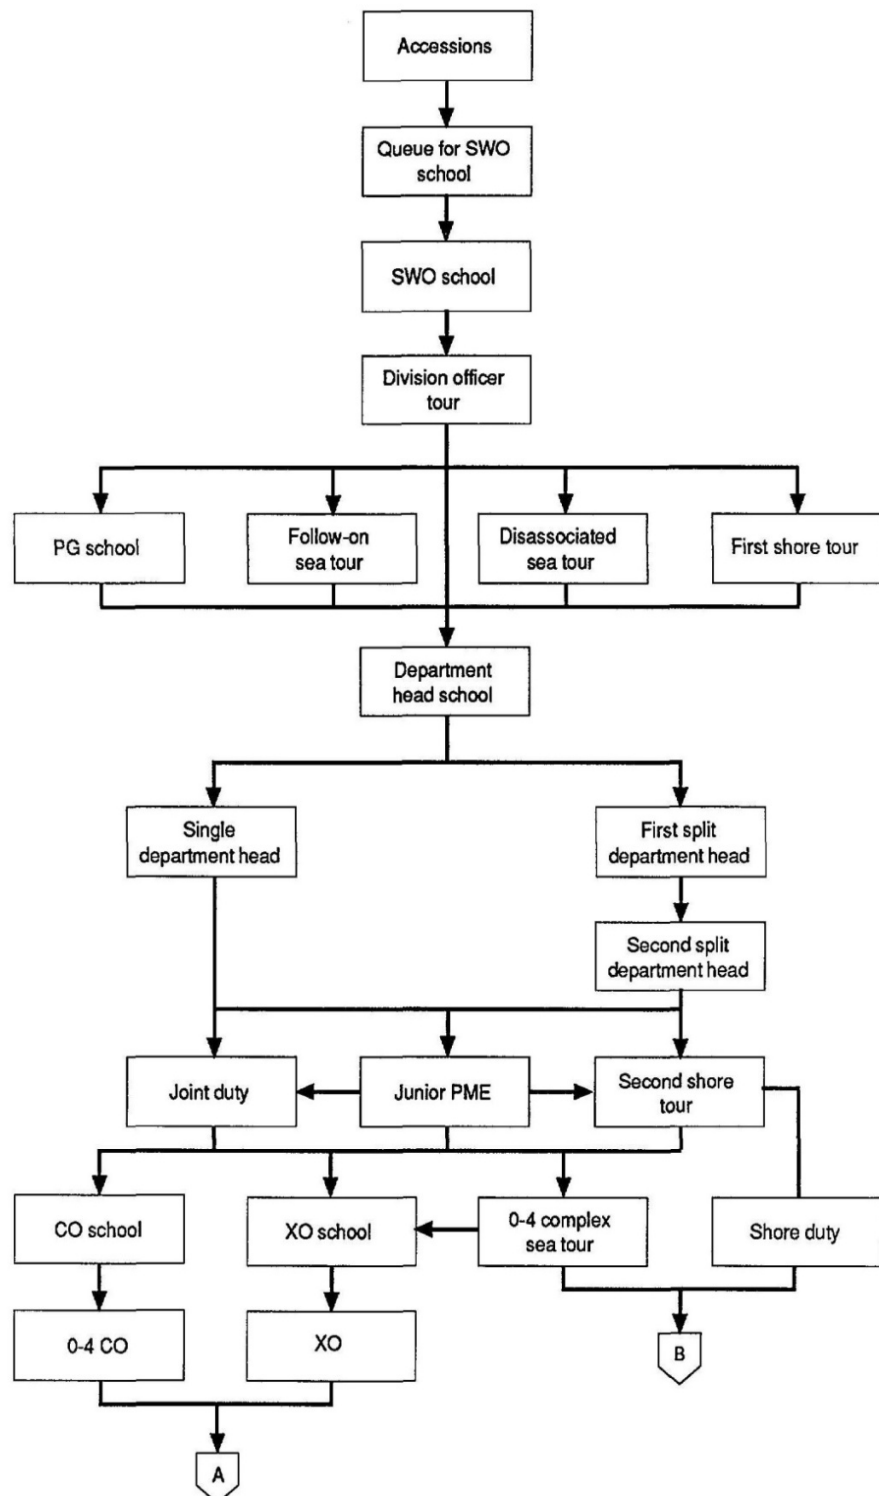 Accessions
Queue for SWO
school
SWO school
Division officer
tour
PG school
Follow-on
sea tour
Disassociated
sea tour
First shore tour
Department
head school
Single
department head
First split
department head
Second split
department head
Joint duty
Junior PME
Second shore
tour
CO school
XO school
0-4 complex
sea tour
Shore duty
0-4 CO
XO
B
A